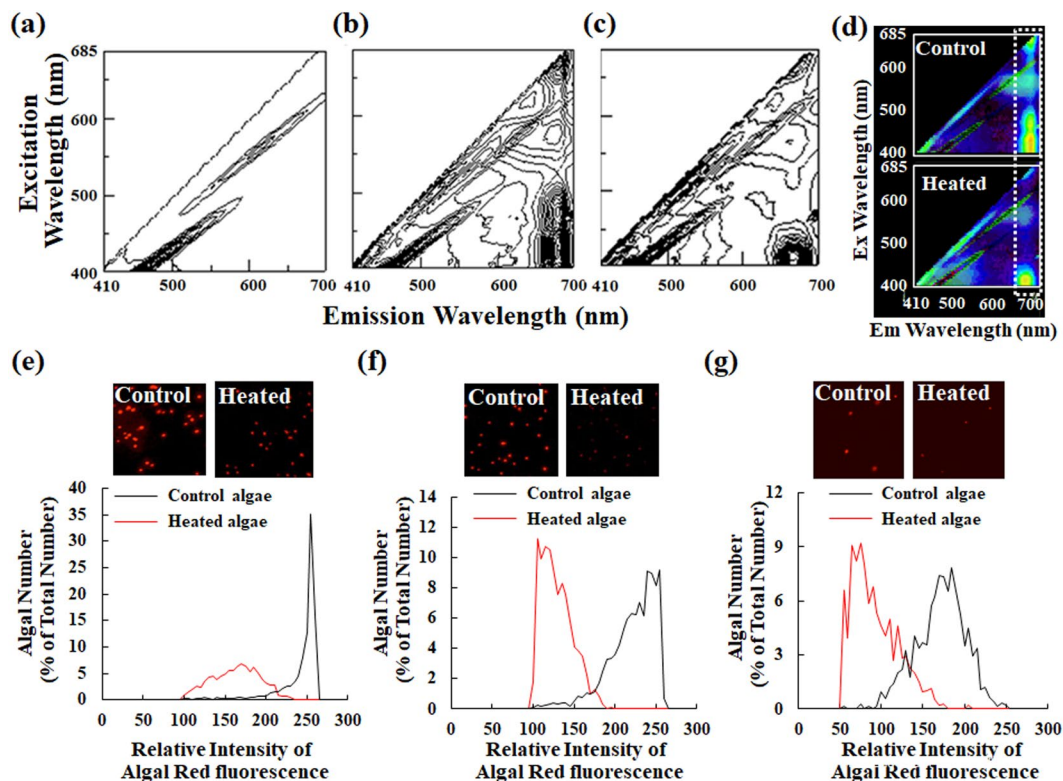 (a)
(b)
(c)
(d)
Excitation
Wavelength (nm)
685
600
500
400
410 500 600 700
410 500 600 700
410 500 600 700
Emission Wavelength (nm)
Ex Wavelength (nm)
685
Control
600
500
400
685
Heated
600
500
400
410 500 600 700
Em Wavelength (nm)
(e)
Control
Heated
Control algae
Heated algae
Algal Number
(% of Total Number)
40
35
30
25
20
15
10
5
0
0 50 100 150 200 250 300
Relative Intensity of
Algal Red fluorescence
(f)
Control
Heated
Control algae
Heated algae
Algal Number
(% of Total Number)
14
12
10
8
6
4
2
0
0 50 100 150 200 250 300
Relative Intensity of
Algal Red fluorescence
(g)
Control
Heated
Control algae
Heated algae
Algal Number
(% of Total Number)
12
9
6
3
0
0 50 100 150 200 250 300
Relative Intensity of
Algal Red fluorescence